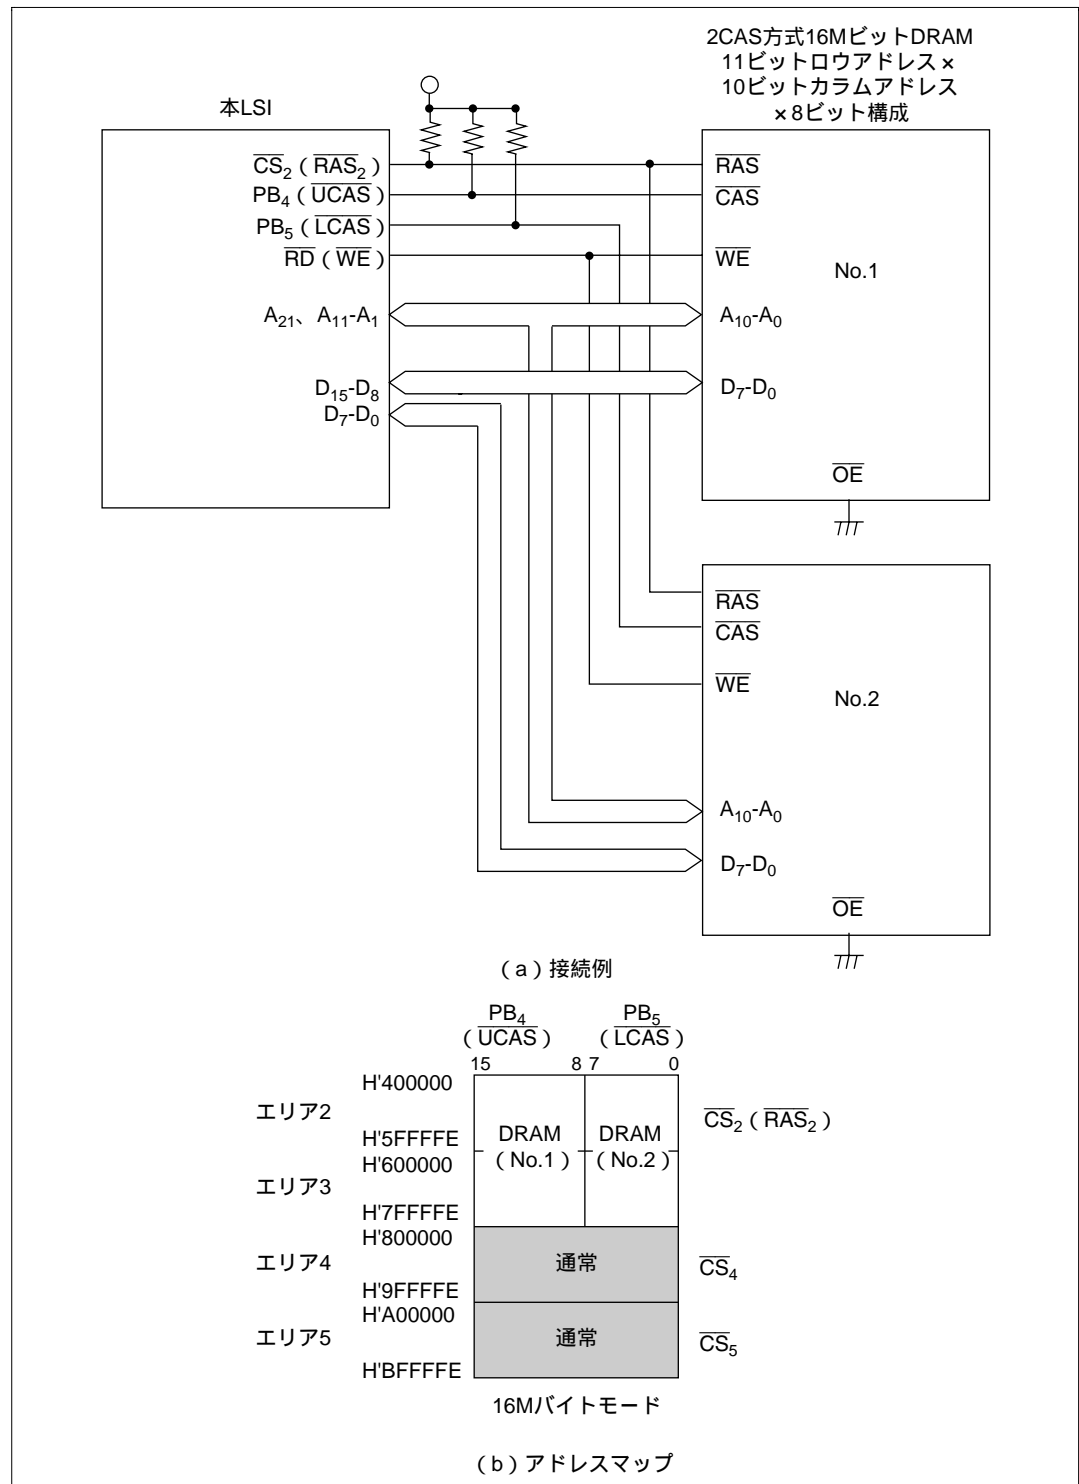 2CAS方式16MビットDRAM
11ビットロウアドレス×
10ビットカラムアドレス
×8ビット構成
本LSI
CS2(RAS2)
PB4(UCAS)
PB5(LCAS)
RD(WE)
A21、A11-A1
D15-D8
D7-D0
RAS
CAS
WE
No.1
A10-A0
D7-D0
OE
RAS
CAS
WE
No.2
A10-A0
D7-D0
OE
(a)接続例
PB4
(UCAS)
PB5
(LCAS)
15 8 7 0
エリア2
H'400000
H'5FFFFE
DRAM
(No.1)
DRAM
(No.2)
CS2(RAS2)
エリア3
H'600000
H'7FFFFE
エリア4
H'800000
H'9FFFFE
通常
CS4
エリア5
H'A00000
H'BFFFFE
通常
CS5
16Mバイトモード
(b)アドレスマップ